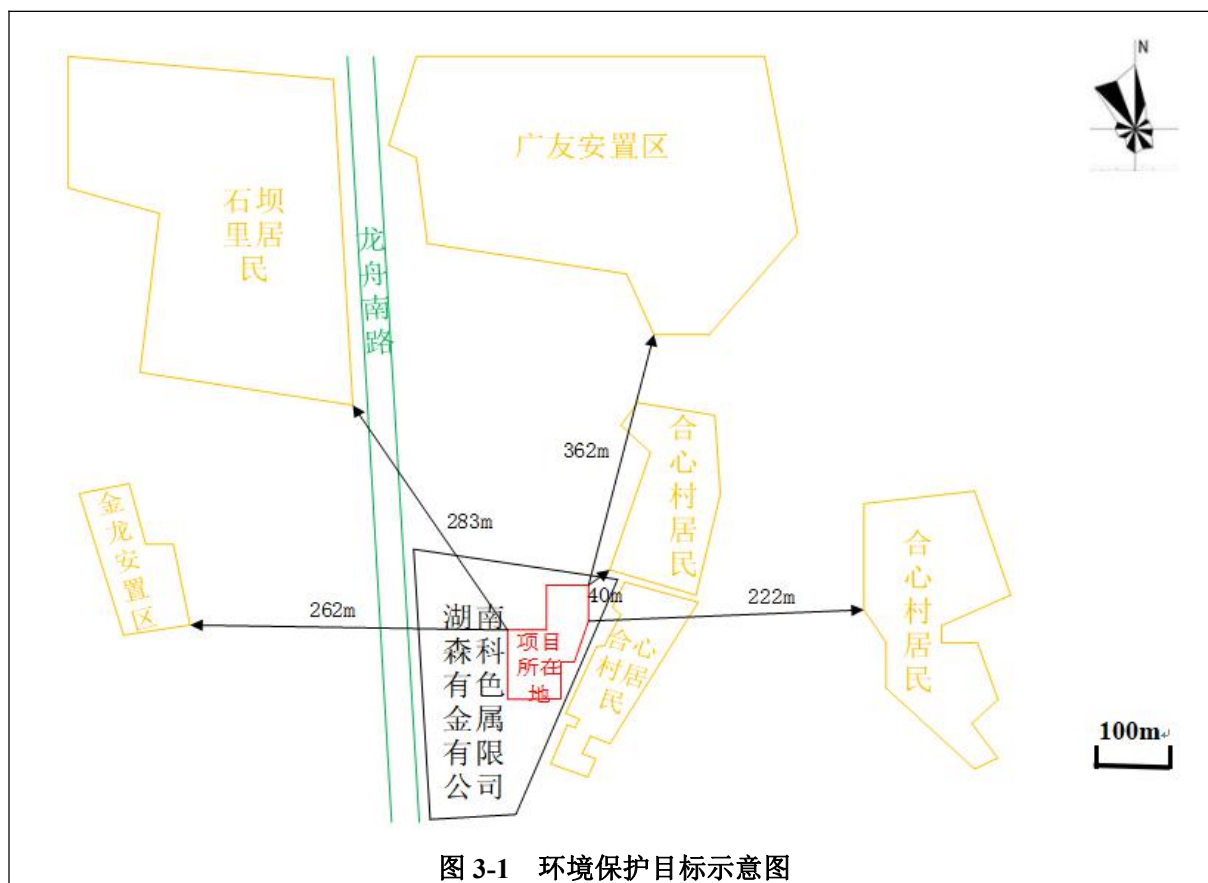 N
广友安置区
石坝
里居
民
龙
舟
南
路
362m
合
心
村
居
民
金
龙
安
置
区
283m
合
心
村
居
民
40m
222m
262m
湖南
森科
有色
金属
有限
公司
项目
所在
地
合心
村居
民
100m
图 3-1 环境保护目标示意图